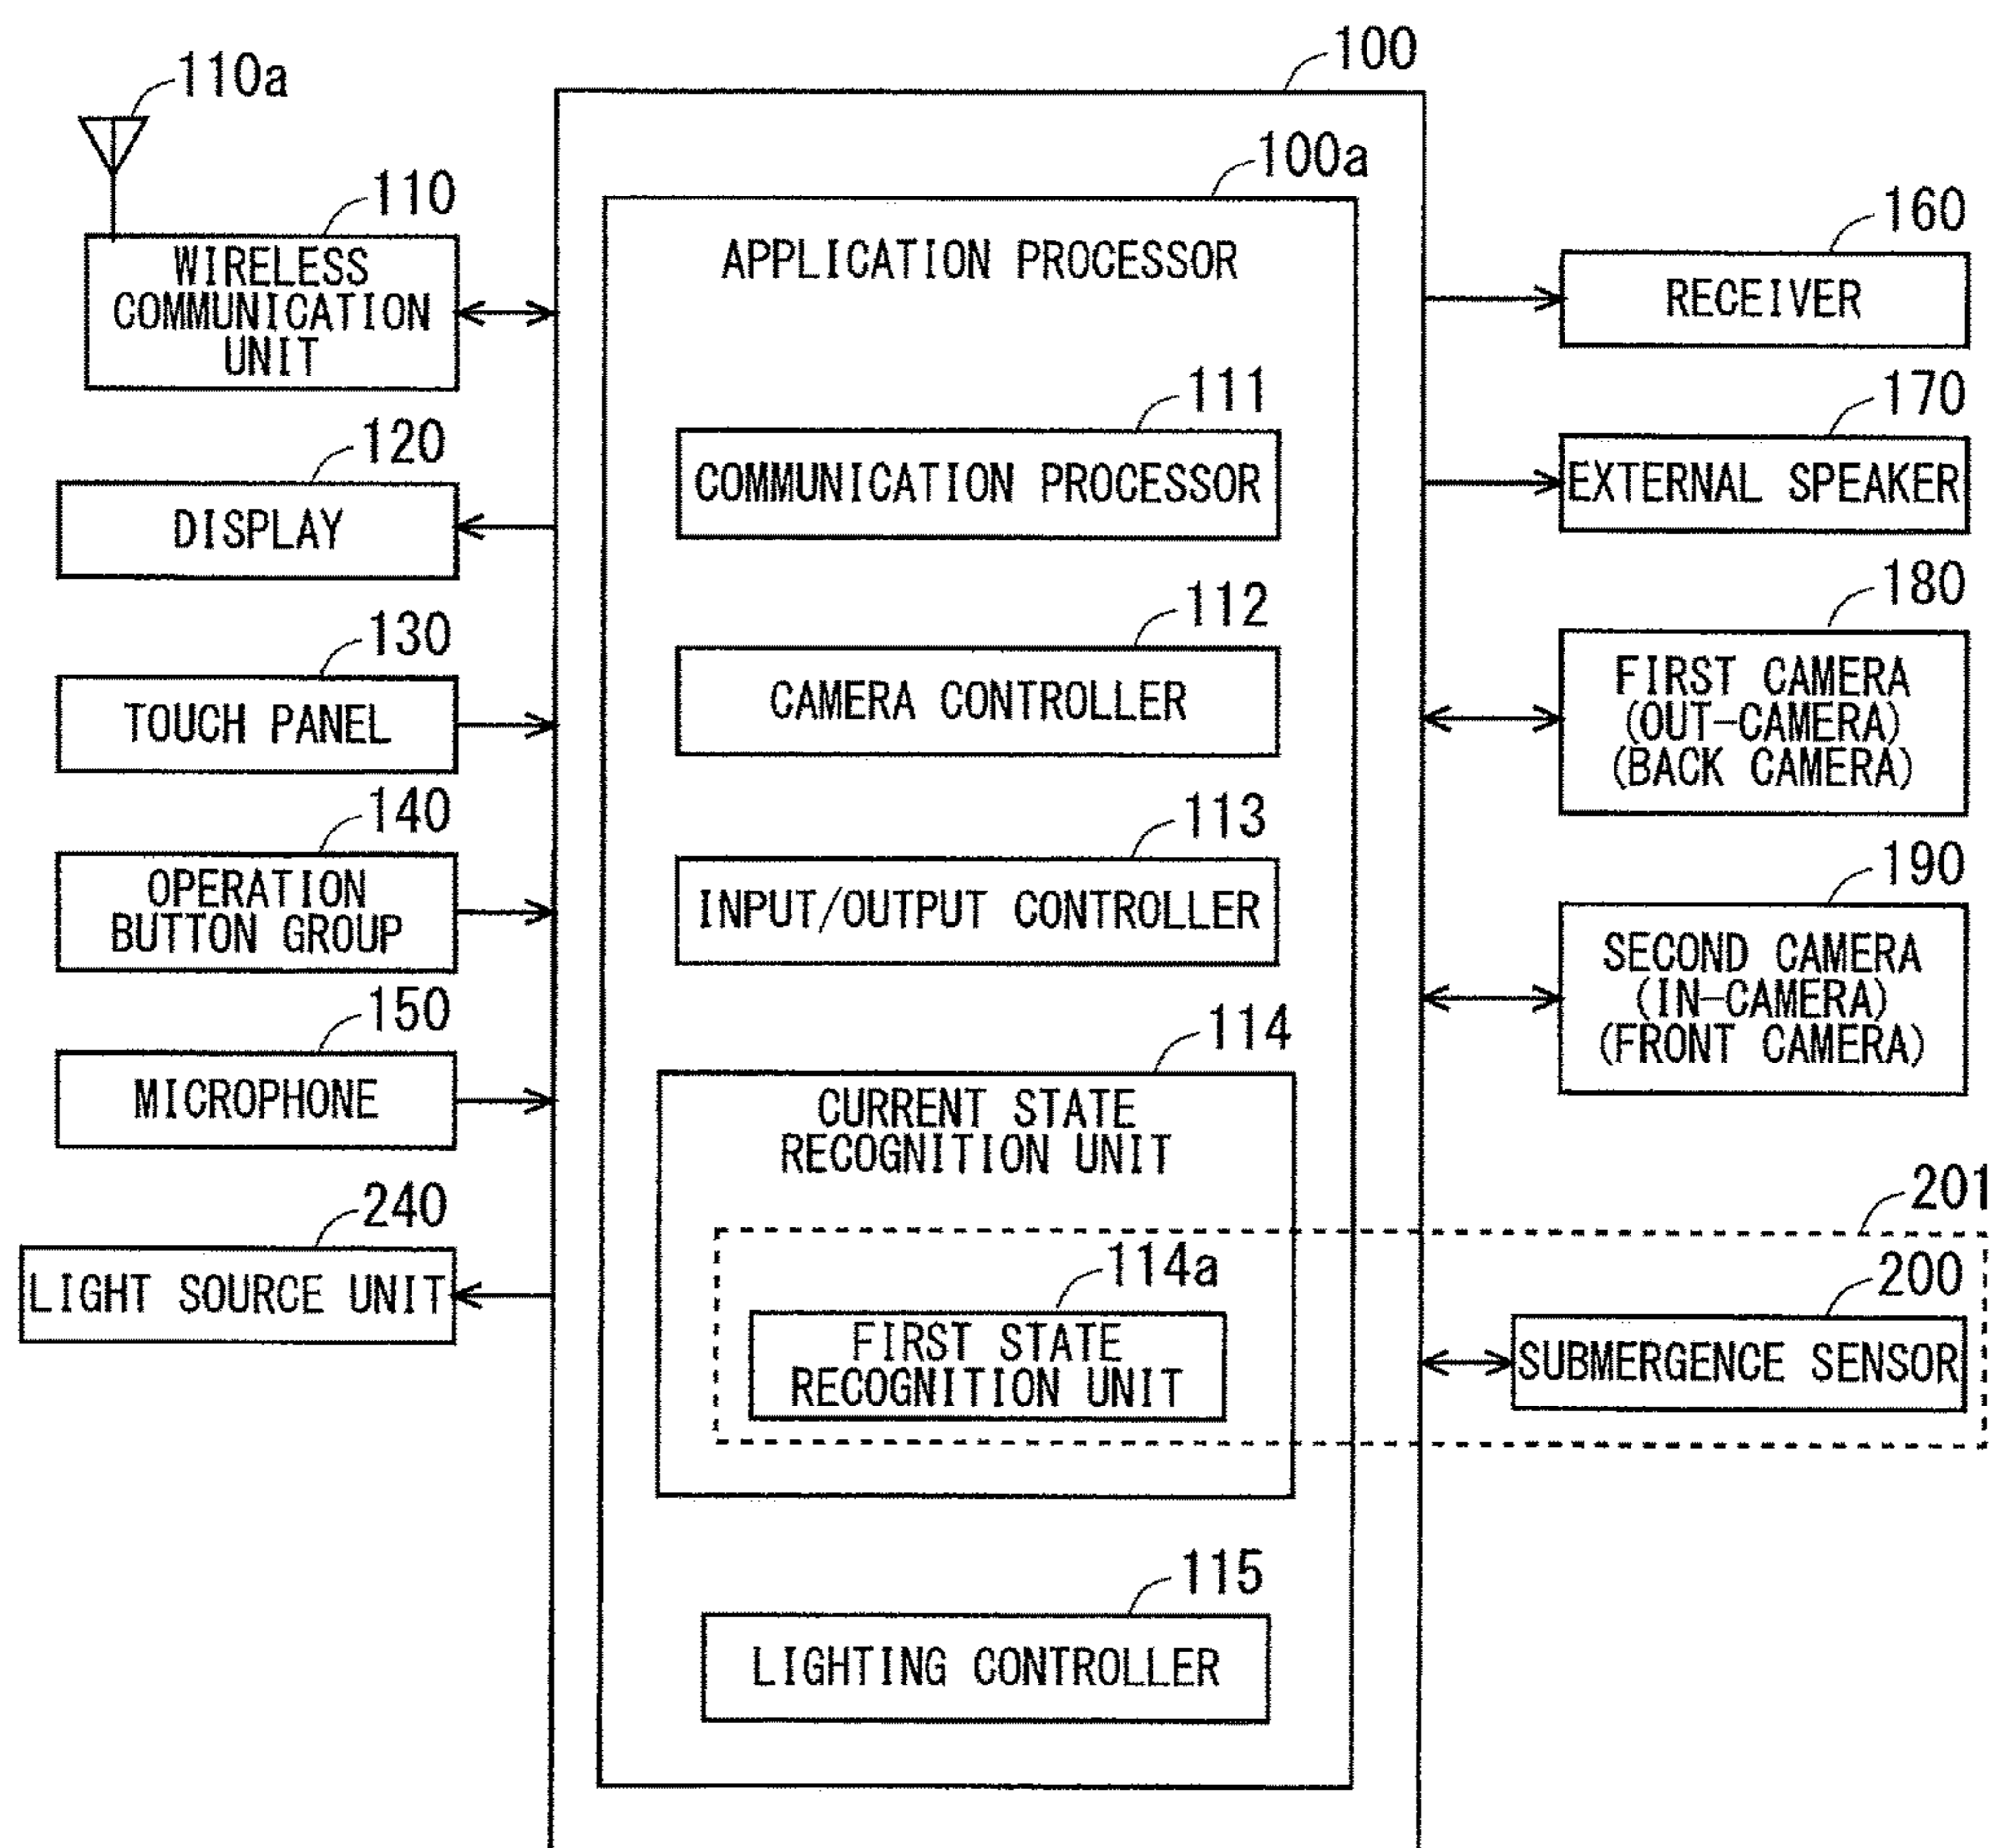 110a
110
WIRELESS
COMMUNICATION
UNIT
120
DISPLAY
130
TOUCH PANEL
140
OPERATION
BUTTON GROUP
150
MICROPHONE
240
LIGHT SOURCE UNIT
100
100a
APPLICATION PROCESSOR
111
COMMUNICATION PROCESSOR
112
CAMERA CONTROLLER
113
INPUT/OUTPUT CONTROLLER
114
CURRENT STATE
RECOGNITION UNIT
114a
FIRST STATE
RECOGNITION UNIT
115
LIGHTING CONTROLLER
160
RECEIVER
170
EXTERNAL SPEAKER
180
FIRST CAMERA
(OUT-CAMERA)
(BACK CAMERA)
190
SECOND CAMERA
(IN-CAMERA)
(FRONT CAMERA)
201
200
SUBMERGENCE SENSOR